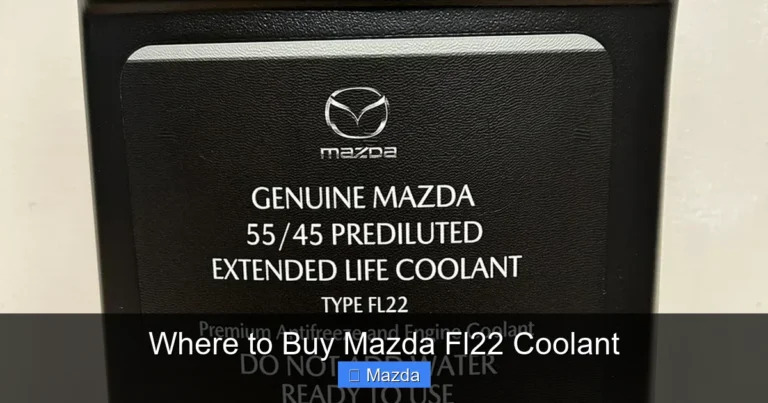 mazda
GENUINE MAZDA
55/45 PREDILUTED
EXTENDED LIFE COOLANT
TYPE FL22
Premium Antifreeze and Engine Coolant
Where to Buy Mazda Fl22 Coolant
DO NOT ADD WATER
Mazda
READY TO USE